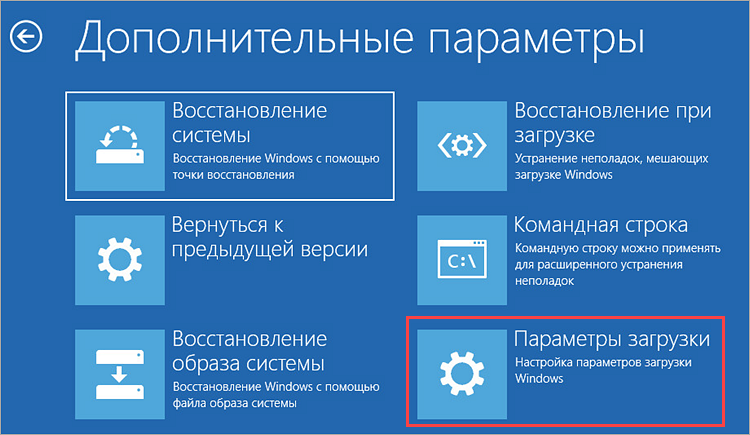 Дополнительные параметры
Восстановление
системы
Восстановление Windows с помощью
точки восстановления
Восстановление при
загрузке
Устранение неполадок, мешающих
загрузке Windows
Вернуться к
предыдущей версии
Командная строка
Командную строку можно применять
для расширенного устранения
неполадок
C:\
Восстановление
образа системы
Восстановление Windows с помощью
файла образа системы
Параметры загрузки
Настройка параметров загрузки
Windows